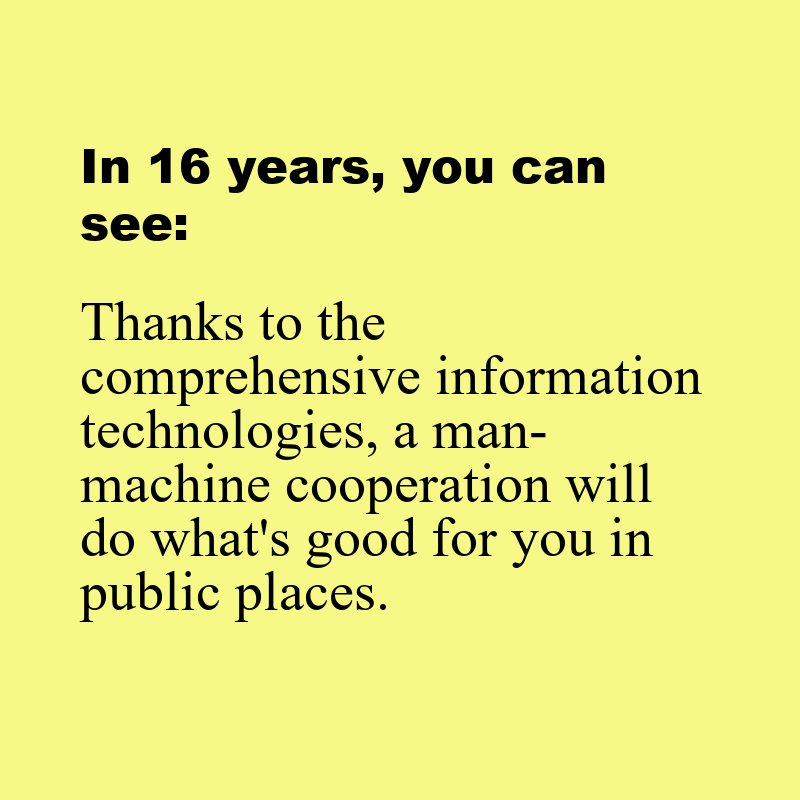 In 16 years, you can
see:
Thanks to the
comprehensive information
technologies, a man-
machine cooperation will
do what's good for you in
public places.